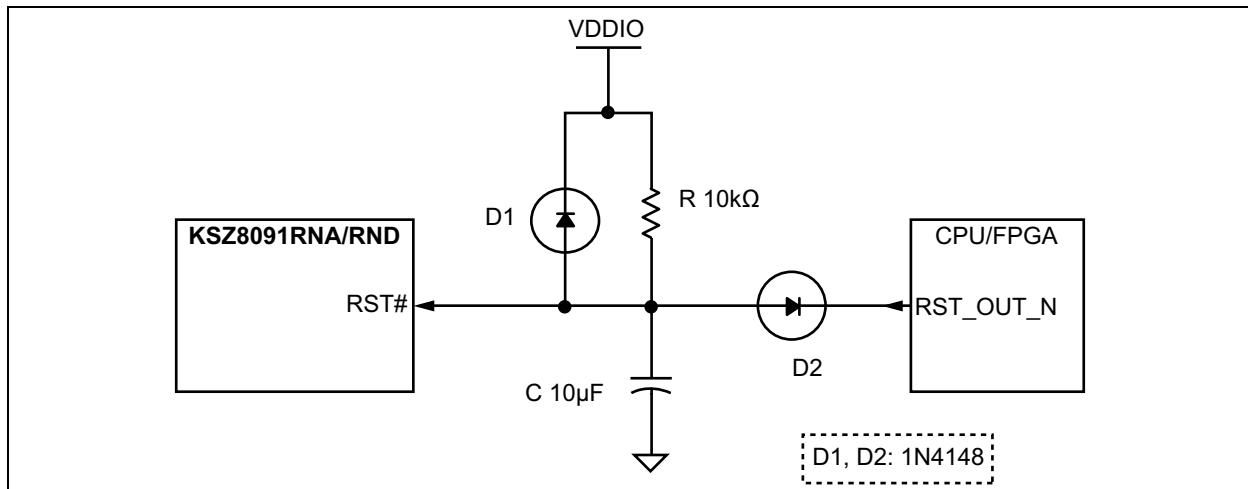 VDDIO
D1
R 10kΩ
KSZ8091RNA/RND
CPU/FPGA
RST#
RST_OUT_N
D2
C 10µF
D1, D2: 1N4148